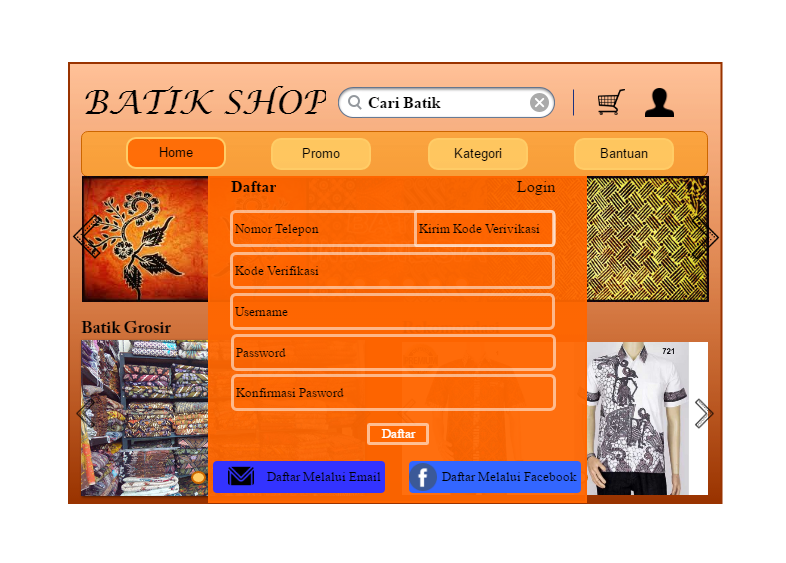 BATIK SHOP
Cari Batik
Home
Promo
Kategori
Bantuan
Daftar
Login
Nomor Telepon
Kirim Kode Verivikasi
Kode Verifikasi
Username
Batik Grosir
Password
721
Konfirmasi Pasword
Daftar
Daftar Melalui Email
f
Daftar Melalui Facebook